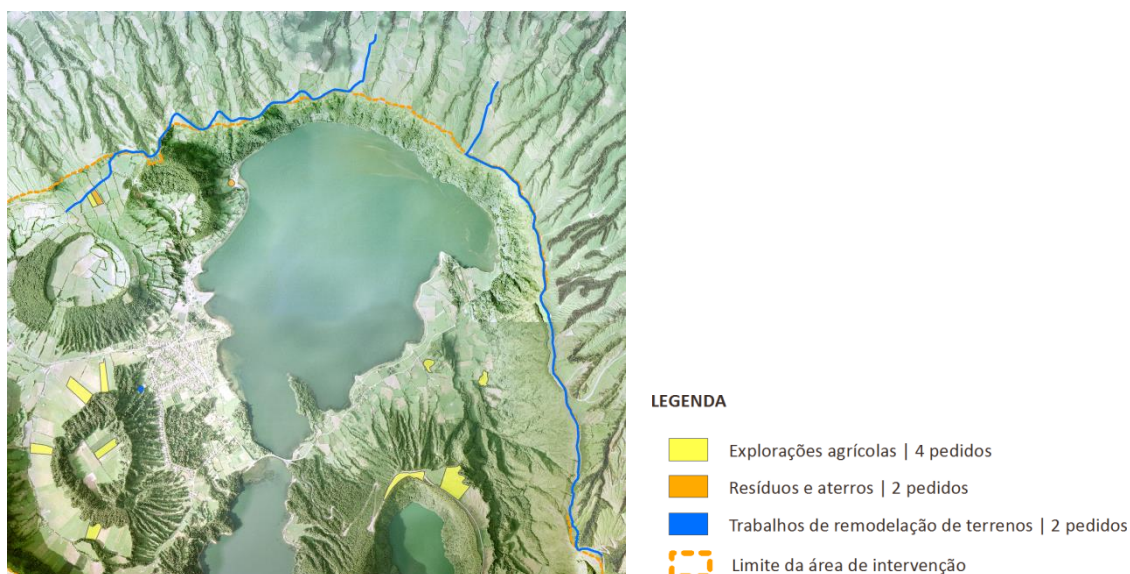 LEGENDA
Explorações agrícolas | 4 pedidos
Resíduos e aterros | 2 pedidos
Trabalhos de remodelação de terrenos | 2 pedidos
Limite da área de intervenção